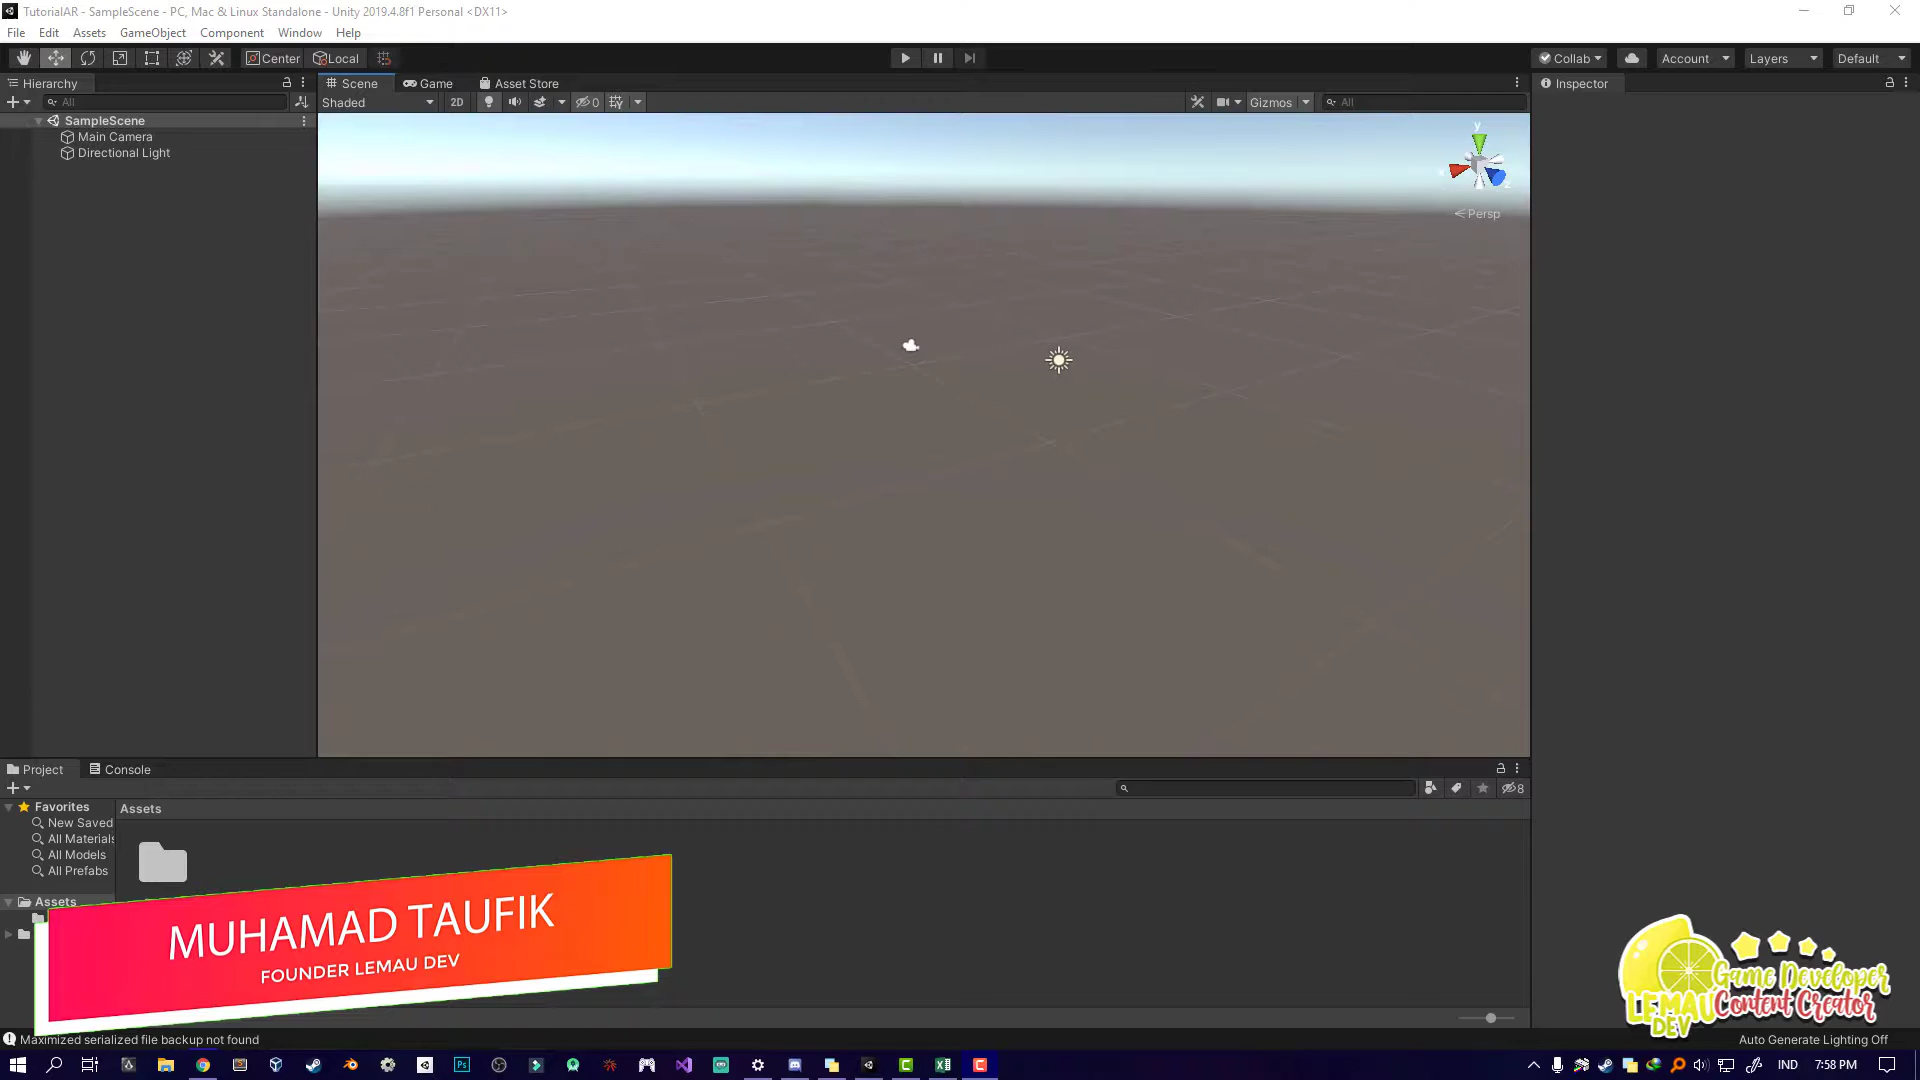 TutorialAR - SampleScene - PC, Mac & Linux Standalone - Unity 2019.4.8f1 Personal <DX11>
File Edit Assets GameObject Component Window Help
Center Local
Collab Account Layers Default
Hierarchy
Scene Game Asset Store
Inspector
All
Shaded 2D 0 Gizmos All
SampleScene
Main Camera
Directional Light
y
z
Persp
Project Console
8
Favorites
Assets
New Saved
All Materials
All Models
All Prefabs
Assets
MUHAMAD TAUFIK
FOUNDER LEMAU DEV
Game Developer
LEMAU Content Creator
DEV
Maximized serialized file backup not found
Auto Generate Lighting Off
Ps
IND 7:58 PM